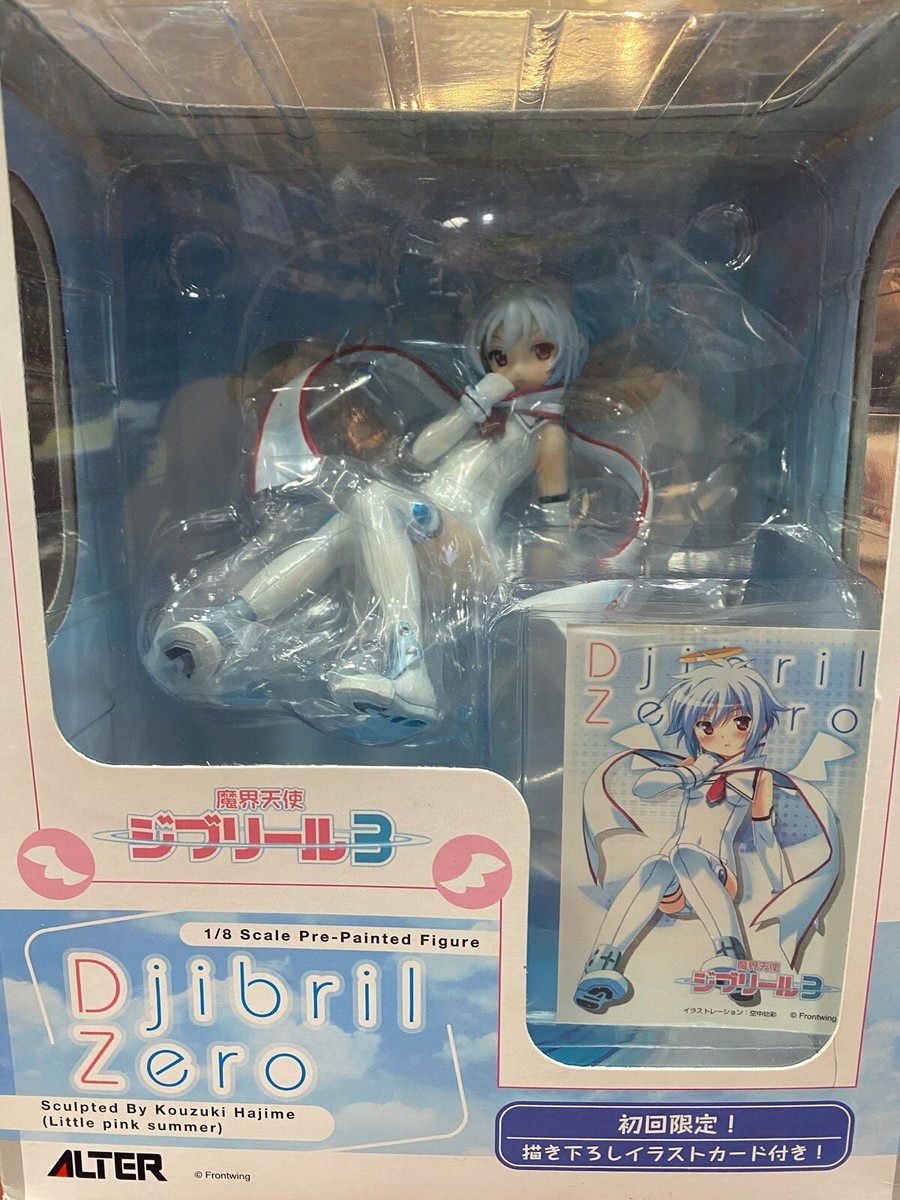 Djibril
Zero
魔界天使
ジブリール3
イラストレーション：空中幼彩 © Frontwing
魔界天使
ジブリール3
1/8 Scale Pre-Painted Figure
Djibril
Zero
Sculpted By Kouzuki Hajime
(Little pink summer)
ALTER
© Frontwing
初回限定！
描き下ろしイラストカード付き！